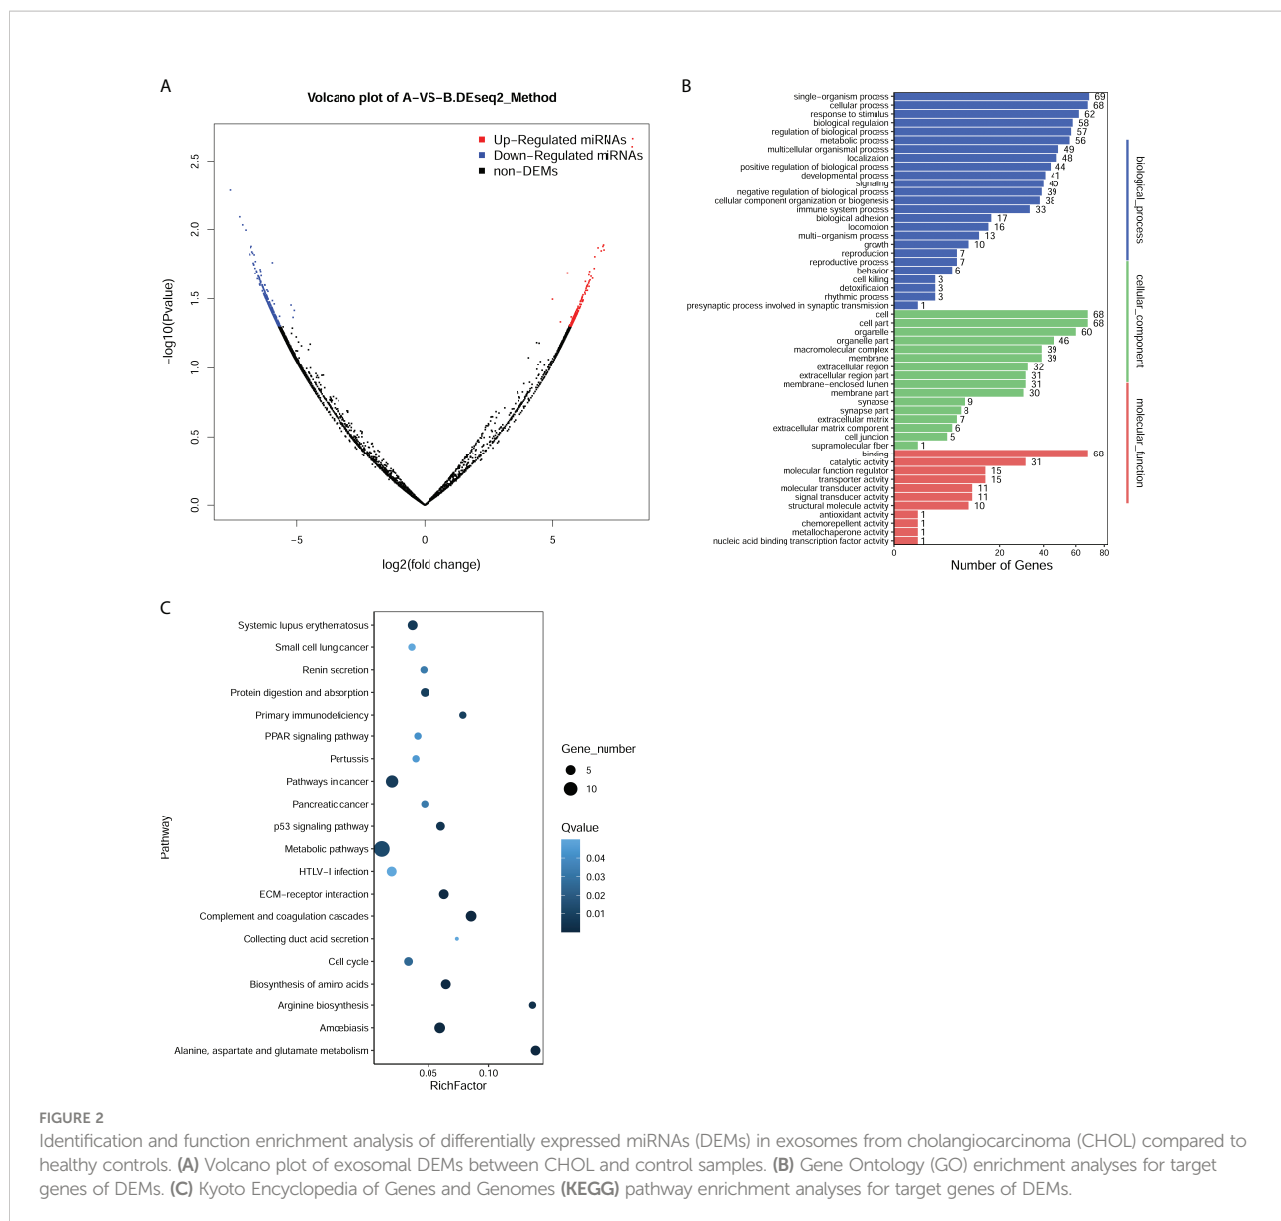 A
Volcano plot of A-VS-B.DEseq2_Method
Up-Regulated miRNAs
Down-Regulated miRNAs
non-DEMs
-log10(Pvalue)
2.5
2.0
1.5
1.0
0.5
0.0
-5 0 5
log2(fold change)
B
single-organism process 69
cellular process 68
response to stimulus 62
biological regulation 58
regulation of biological process 57
metabolic process 56
multicellular organismal process 49
localization 48
positive regulation of biological process 44
developmental process 41
signaling 40
negative regulation of biological process 39
cellular component organization or biogenesis 38
immune system process 33
biological adhesion 17
locomotion 16
multi-organism process 13
growth 10
reproduction 7
reproductive process 7
behavior 6
cell killing 3
detoxification 3
rhythmic process 3
presynaptic process involved in synaptic transmission 1
cell 68
cell part 68
organelle 60
organelle part 46
macromolecular complex 39
membrane 39
extracellular region 32
extracellular region part 31
membrane-enclosed lumen 31
membrane part 30
synapse 9
synapse part 8
extracellular matrix 7
extracellular matrix component 6
cell junction 5
supramolecular fiber 1
binding
catalytic activity 31
molecular function regulator 15
transporter activity 15
molecular transducer activity 11
signal transducer activity 11
structural molecule activity 10
antioxidant activity 1
chemorepellent activity 1
metallochaperone activity 1
nucleic acid binding transcription factor activity 1
0 20 40 60 80
Number of Genes
biological_process
cellular_component
molecular_function
C
Pathway
Systemic lupus erythematosus
Small cell lung cancer
Renin secretion
Protein digestion and absorption
Primary immunodeficiency
PPAR signaling pathway
Pertussis
Pathways in cancer
Pancreatic cancer
p53 signaling pathway
Metabolic pathways
HTLV-I infection
ECM-receptor interaction
Complement and coagulation cascades
Collecting duct acid secretion
Cell cycle
Biosynthesis of amino acids
Arginine biosynthesis
Amoebiasis
Alanine, aspartate and glutamate metabolism
0.05 0.10
RichFactor
Gene_number
5
10
Qvalue
0.04
0.03
0.02
0.01
FIGURE 2
Identification and function enrichment analysis of differentially expressed miRNAs (DEMs) in exosomes from cholangiocarcinoma (CHOL) compared to
healthy controls. (A) Volcano plot of exosomal DEMs between CHOL and control samples. (B) Gene Ontology (GO) enrichment analyses for target
genes of DEMs. (C) Kyoto Encyclopedia of Genes and Genomes (KEGG) pathway enrichment analyses for target genes of DEMs.